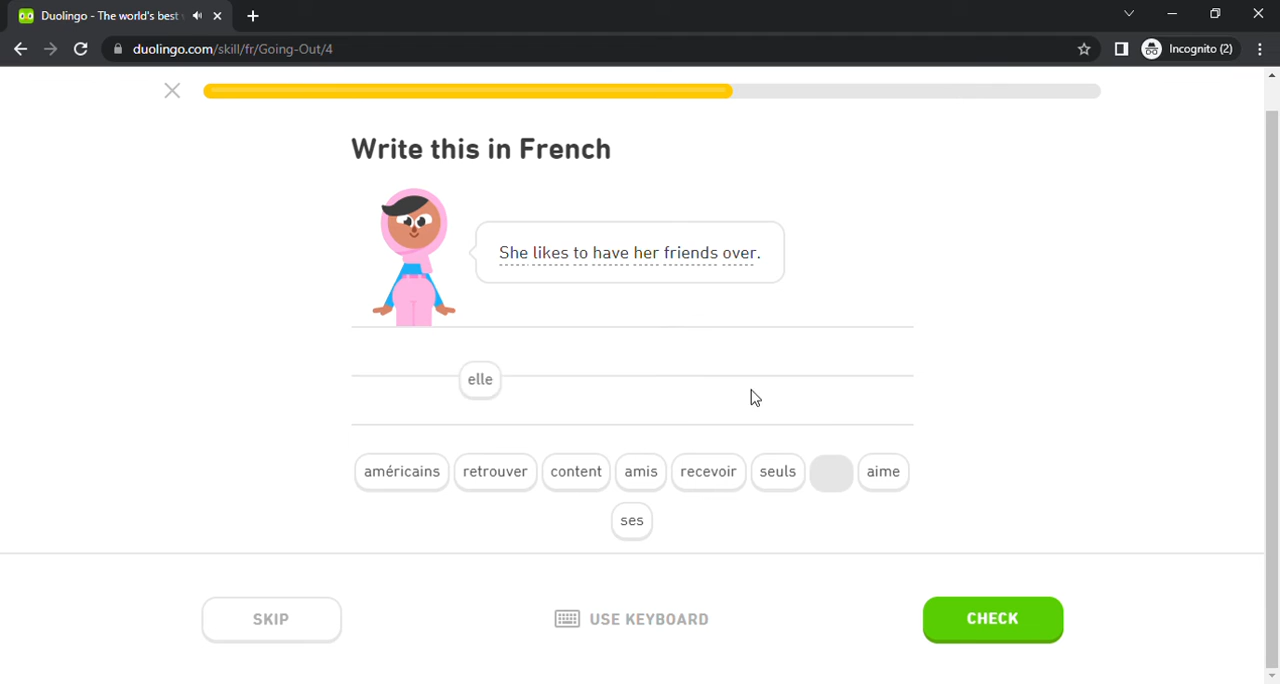 Duolingo - The world's best
duolingo.com/skill/fr/Going-Out/4
Incognito (2)
Write this in French
She likes to have her friends over.
elle
américains retrouver content amis recevoir seuls aime
ses
SKIP USE KEYBOARD CHECK